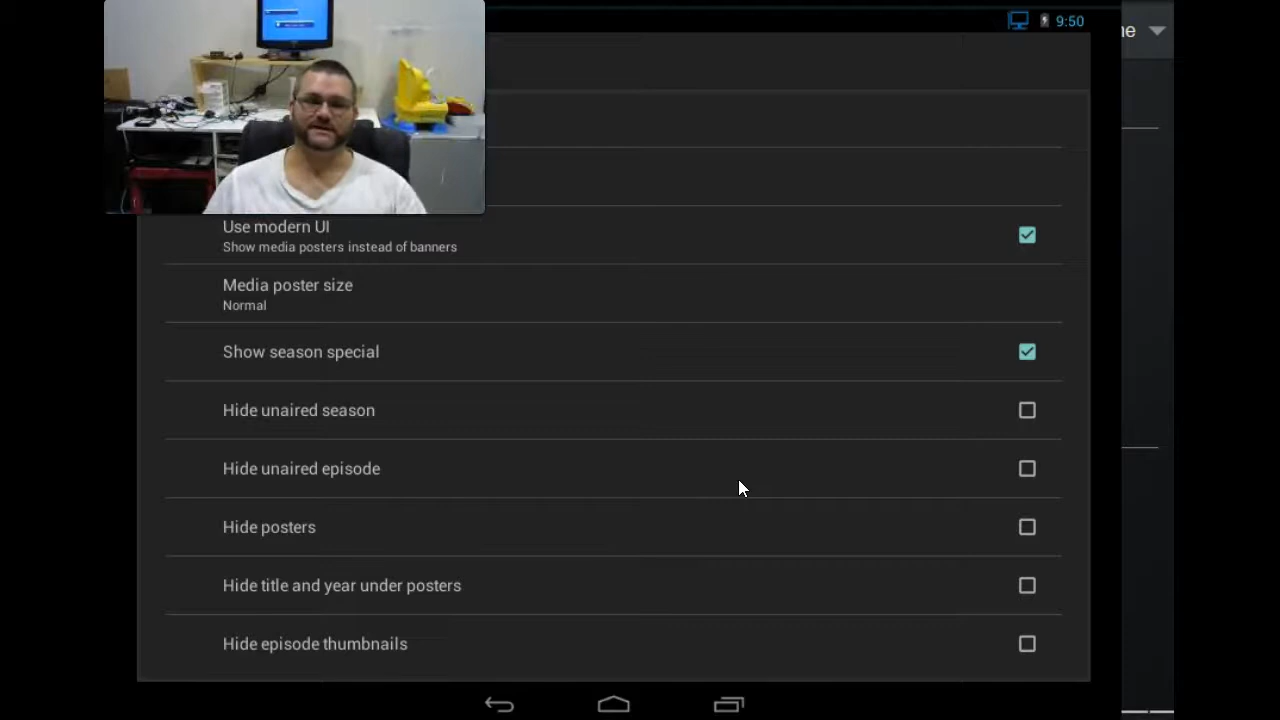 9:50
ne
Use modern UI
Show media posters instead of banners
Media poster size
Normal
Show season special
Hide unaired season
Hide unaired episode
Hide posters
Hide title and year under posters
Hide episode thumbnails